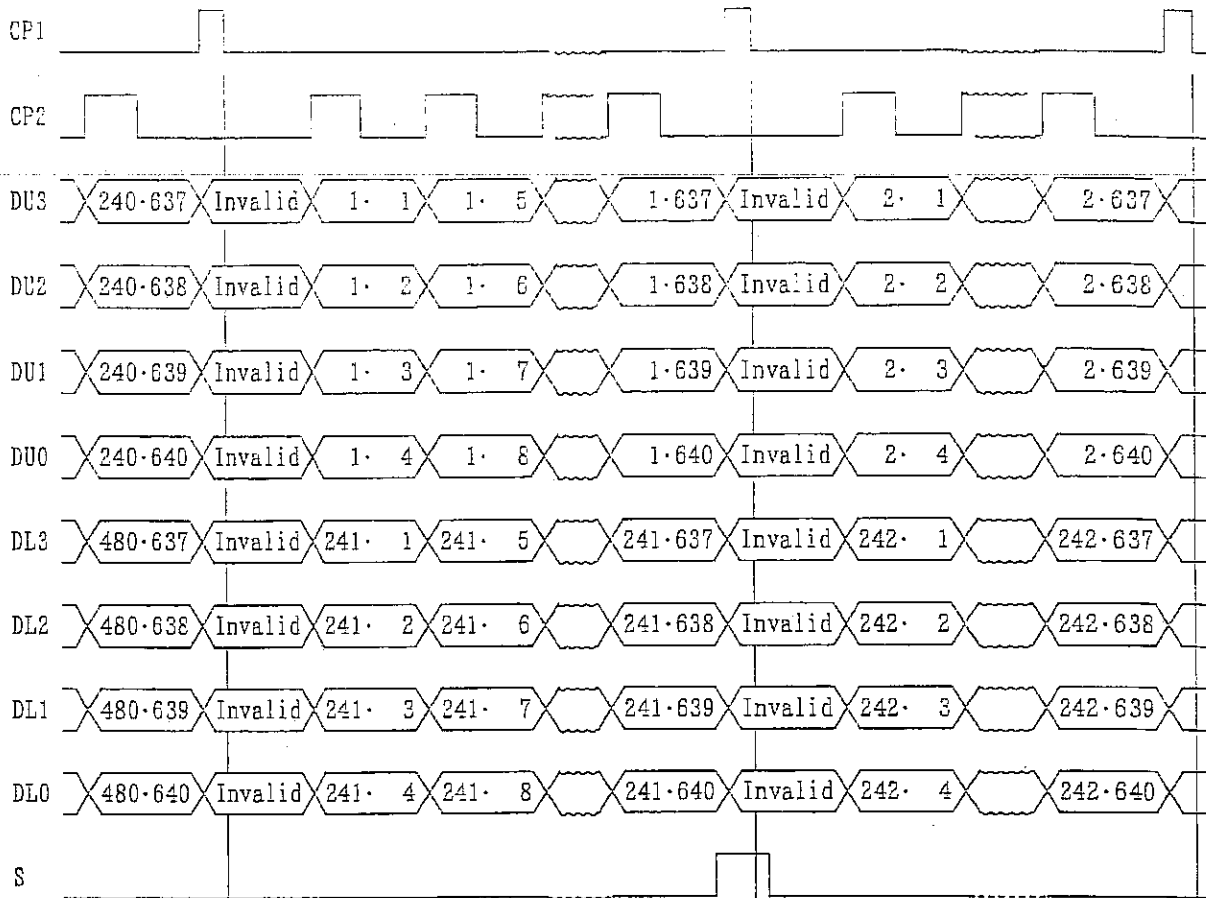 CP1
CP2
DU3 240·637 Invalid 1· 1 1· 5 1·637 Invalid 2· 1 2·637
DU2 240·638 Invalid 1· 2 1· 6 1·638 Invalid 2· 2 2·638
DU1 240·639 Invalid 1· 3 1· 7 1·639 Invalid 2· 3 2·639
DU0 240·640 Invalid 1· 4 1· 8 1·640 Invalid 2· 4 2·640
DL3 480·637 Invalid 241· 1 241· 5 241·637 Invalid 242· 1 242·637
DL2 480·638 Invalid 241· 2 241· 6 241·638 Invalid 242· 2 242·638
DL1 480·639 Invalid 241· 3 241· 7 241·639 Invalid 242· 3 242·639
DL0 480·640 Invalid 241· 4 241· 8 241·640 Invalid 242· 4 242·640
S